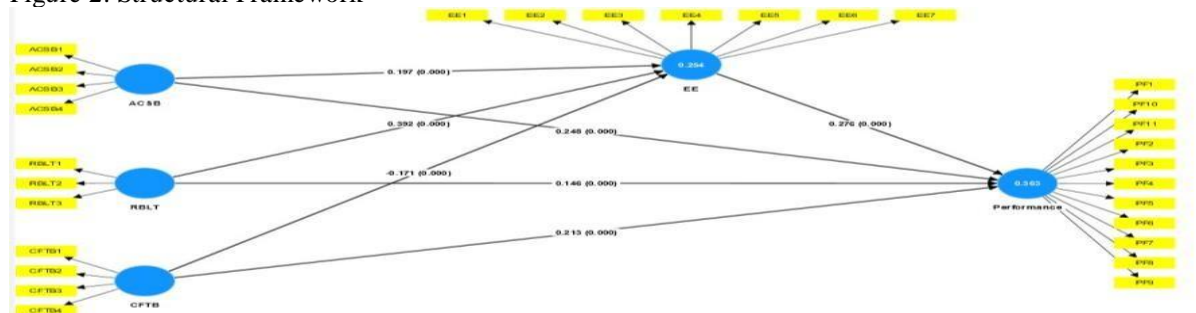 Figure 2: Structural Framework
EE1 EE2 EE3 EE4 EE5 EE6 EE7
ACSB1
ACSB2
ACSB3
ACSB4
ACSB
0.197 (0.000)
0.254
EE
PF1
PF10
PF11
PF2
PF3
PF4
PF5
PF6
PF7
PF8
PF9
0.392 (0.000)
0.248 (0.000)
0.276 (0.000)
RBLT1
RBLT2
RBLT3
RBLT
-0.171 (0.000)
0.146 (0.000)
0.363
Performance
0.213 (0.000)
CFTB1
CFTB2
CFTB3
CFTB4
CFTB